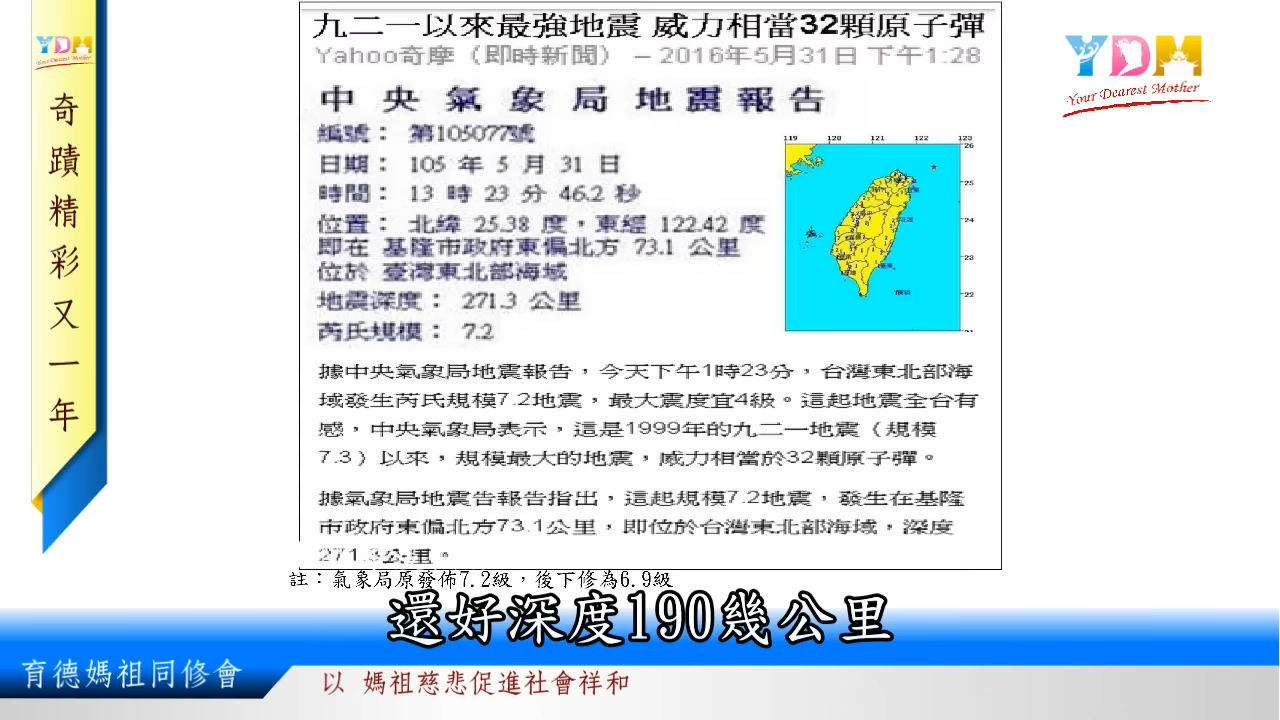 YDM
Your Dearest Mother
奇蹟精彩又一年
九二一以來最強地震 威力相當32顆原子彈
Yahoo奇摩（即時新聞） – 2016年5月31日 下午1:28
中央氣象局地震報告
編號： 第105077號
日期： 105 年 5 月 31 日
時間： 13 時 23 分 46.2 秒
位置： 北緯 25.38 度，東經 122.42 度
即在 基隆市政府東偏北方 73.1 公里
位於 臺灣東北部海域
地震深度： 271.3 公里
芮氏規模： 7.2
119 120 121 122 123
26
25
24
23
22
21
據中央氣象局地震報告，今天下午1時23分，台灣東北部海
域發生芮氏規模7.2地震，最大震度宜4級。這起地震全台有
感，中央氣象局表示，這是1999年的九二一地震（規模
7.3）以來，規模最大的地震，威力相當於32顆原子彈。
據氣象局地震告報告指出，這起規模7.2地震，發生在基隆
市政府東偏北方73.1公里，即位於台灣東北部海域，深度
271.3公里。
YDM
Your Dearest Mother
註：氣象局原發佈7.2級，後下修為6.9級
還好深度190幾公里
育德媽祖同修會
以 媽祖慈悲促進社會祥和